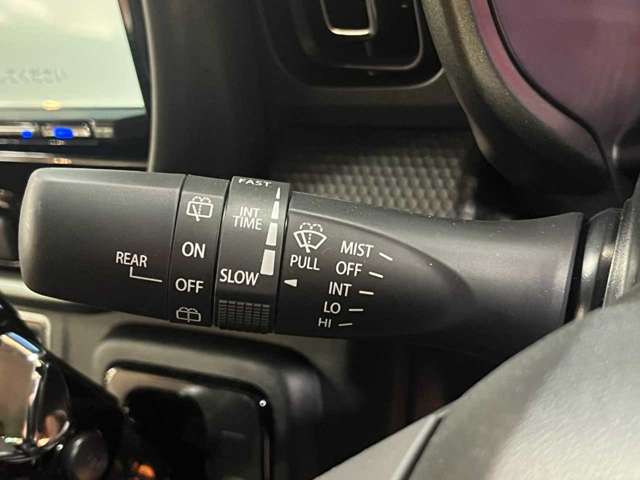 FAST
INT
TIME
SLOW
REAR
ON
OFF
PULL
MIST
OFF
INT
LO
HI